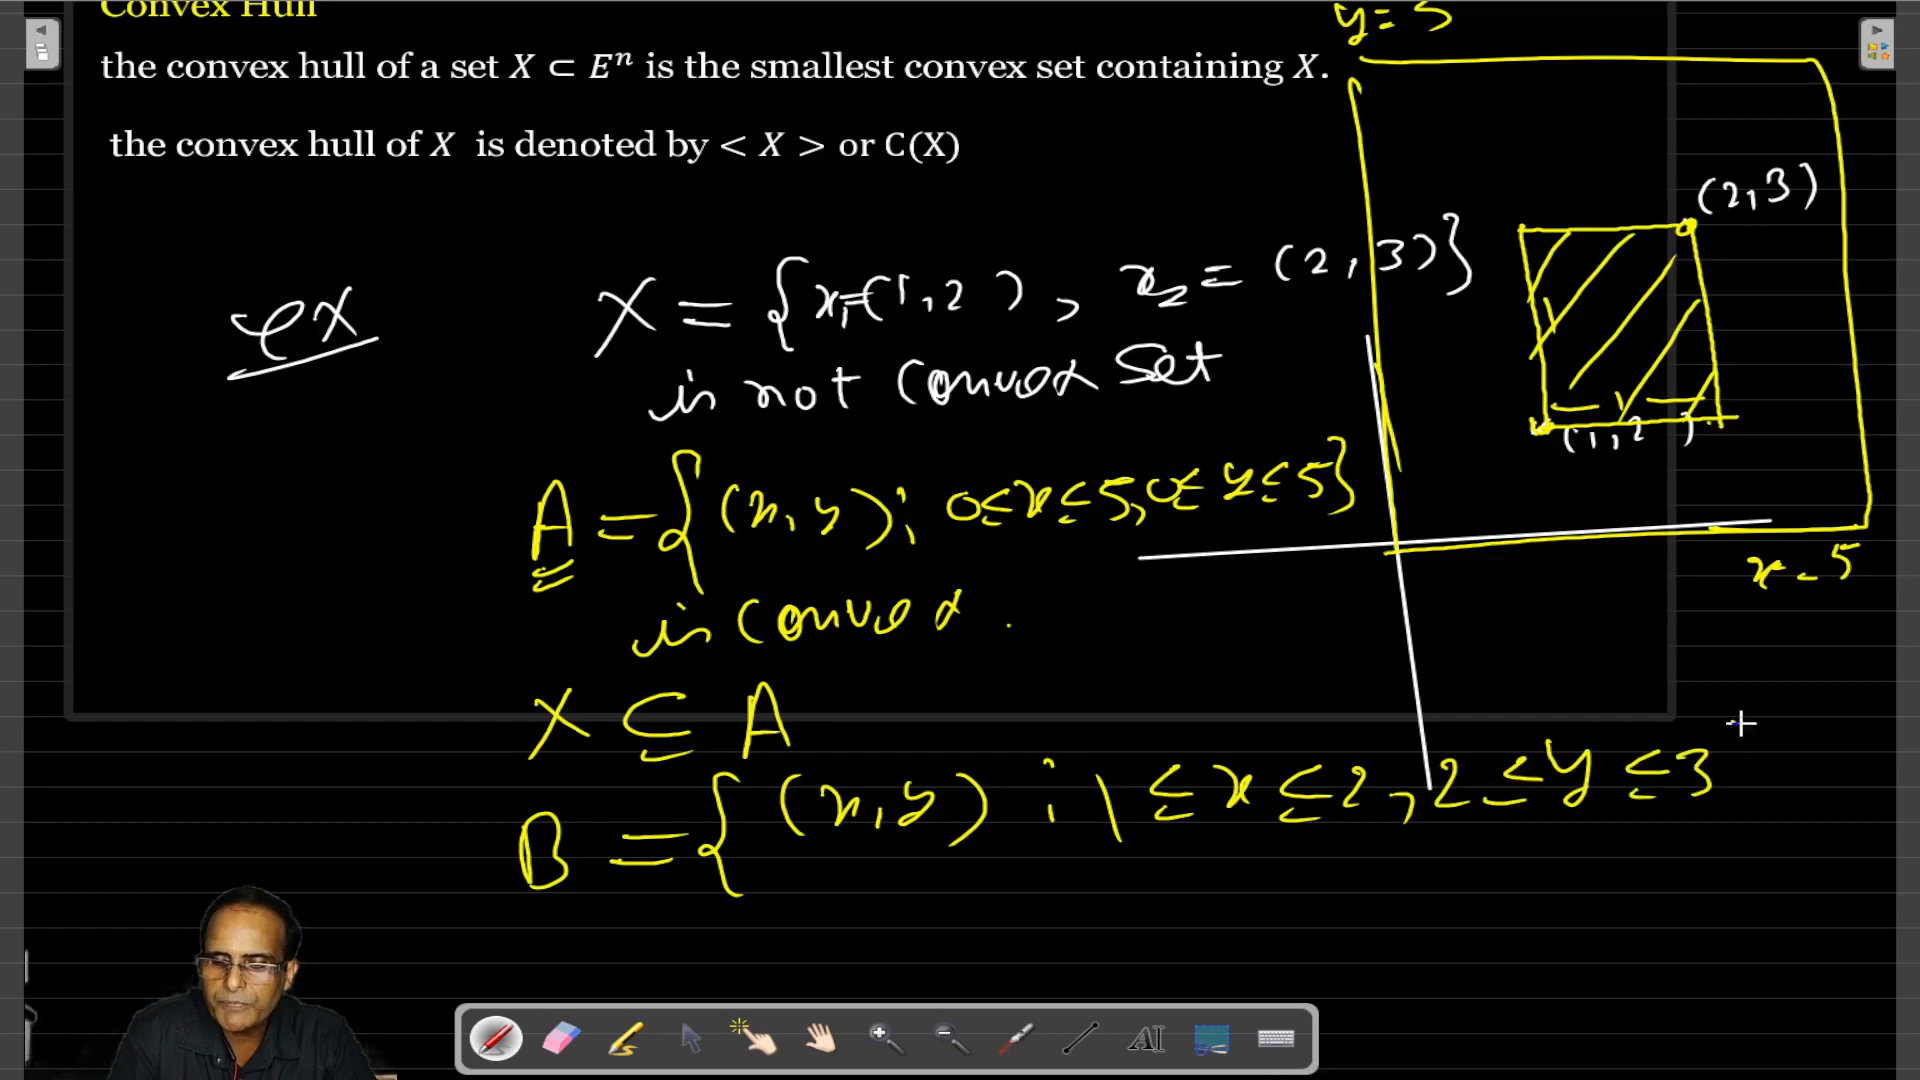 Convex Hull
the convex hull of a set X ⊂ Eⁿ is the smallest convex set containing X.
the convex hull of X is denoted by < X > or C(X)
y = 5
(2,3)
ex
X = {x₁=(1,2), x₂ = (2,3)}
is not convex set
(1,2)
A = {(x,y); 0≤x≤5, 0≤y≤5}
x = 5
is convex.
X ⊆ A
B = {(x,y) ; 1 ≤ x ≤ 2, 2 ≤ y ≤ 3
AI